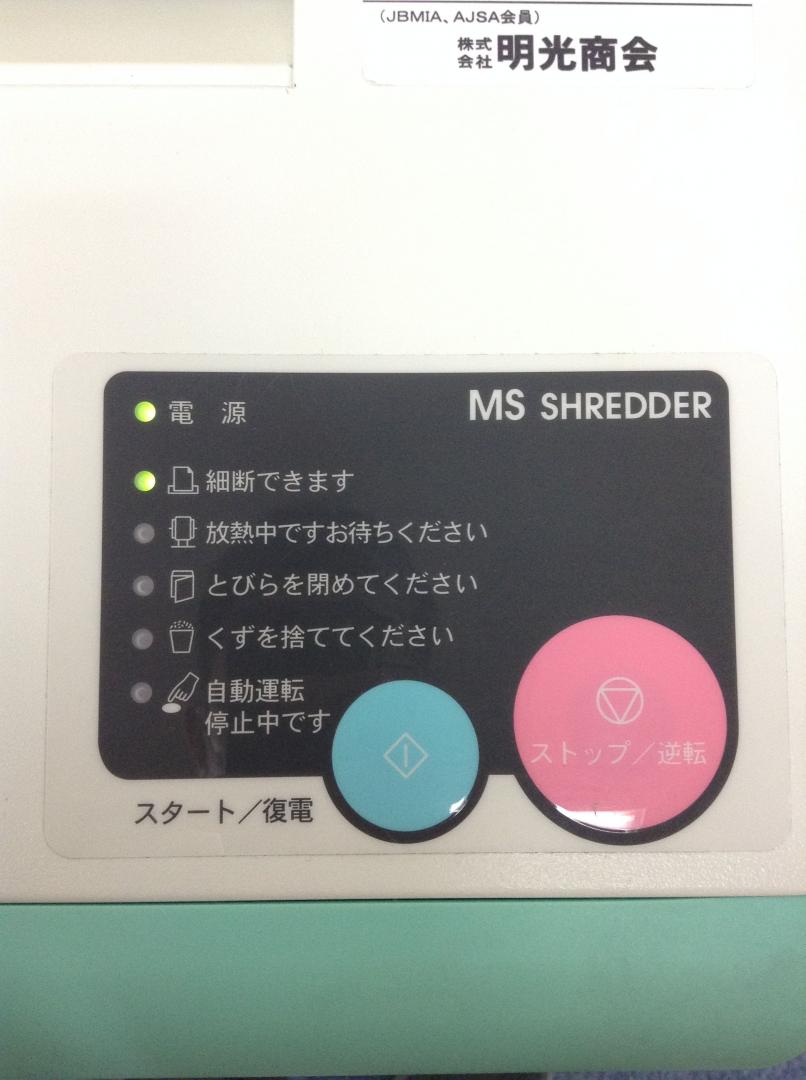 (JBMIA、AJSA会員)
株式会社 明光商会
MS SHREDDER
電 源
細断できます
放熱中ですお待ちください
とびらを閉めてください
くずを捨ててください
自動運転
停止中です
ストップ/逆転
スタート/復電